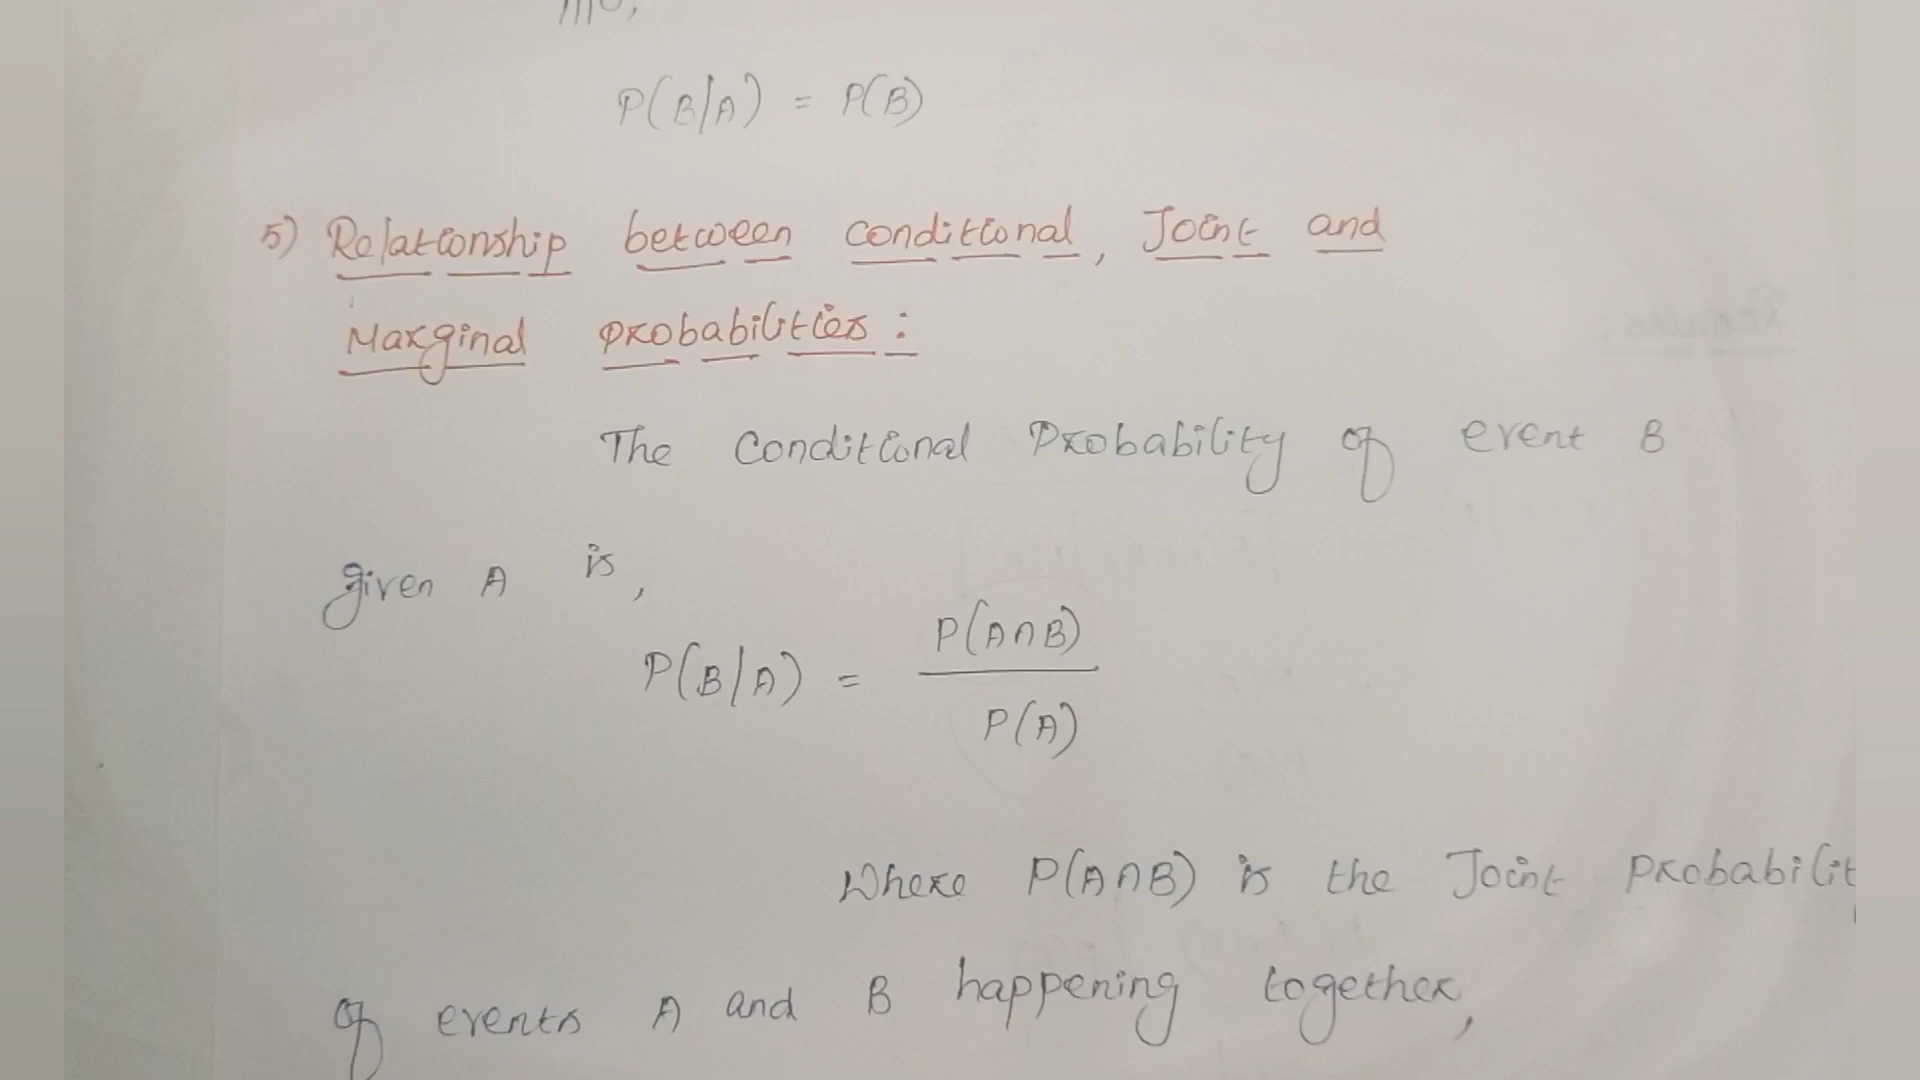 P(B/A) = P(B)
5) Relationship between conditional, Joint and
Marginal probabilities :
The Conditional Probability of event B
given A is,
P(B/A) = P(A∩B)
P(A)
Where P(A∩B) is the Joint probabilit
of events A and B happening together,